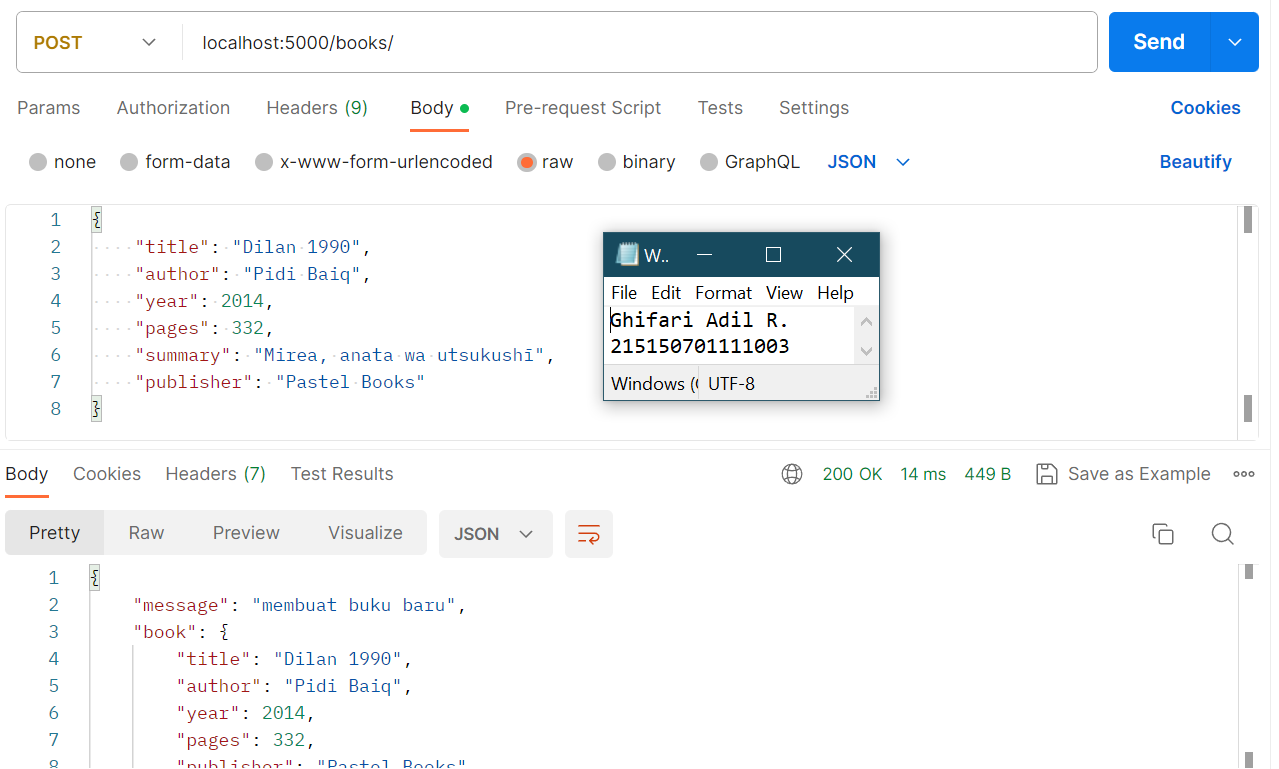 POST localhost:5000/books/ Send
Params Authorization Headers (9) Body Pre-request Script Tests Settings Cookies
none form-data x-www-form-urlencoded raw binary GraphQL JSON Beautify
1 {
2 "title": "Dilan 1990",
3 "author": "Pidi Baiq",
4 "year": 2014,
5 "pages": 332,
6 "summary": "Mirea, anata wa utsukushī",
7 "publisher": "Pastel Books"
8 }
W..
File Edit Format View Help
Ghifari Adil R.
215150701111003
Windows (C UTF-8
Body Cookies Headers (7) Test Results 200 OK 14 ms 449 B Save as Example
Pretty Raw Preview Visualize JSON
1 {
2 "message": "membuat buku baru",
3 "book": {
4 "title": "Dilan 1990",
5 "author": "Pidi Baiq",
6 "year": 2014,
7 "pages": 332,
8 "publisher": "Pastel Books"